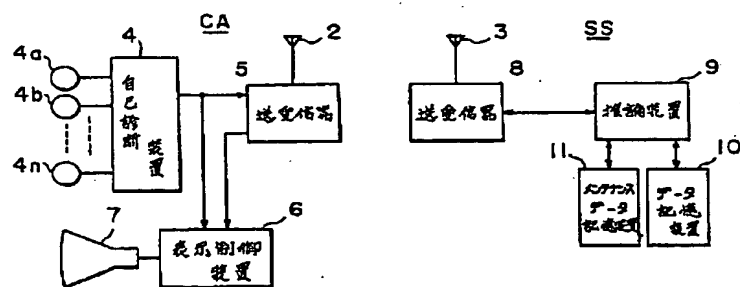 CA
SS
4a
4b
4n
4
自己診断
装置
5
2
送受信器
6
表示制御
装置
7
3
8
送受信器
9
推論装置
11
メンテナンス
データ
記憶装置
10
データ
記憶
装置